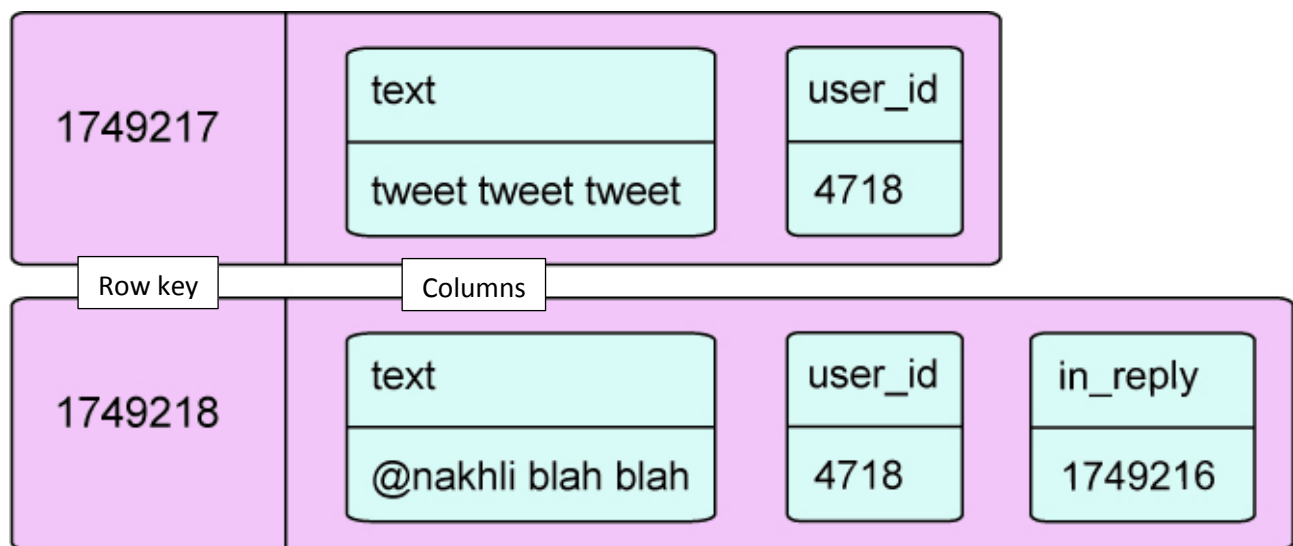 text
user_id
1749217
tweet tweet tweet
4718
Row key
Columns
text
user_id
in_reply
1749218
@nakhli blah blah
4718
1749216